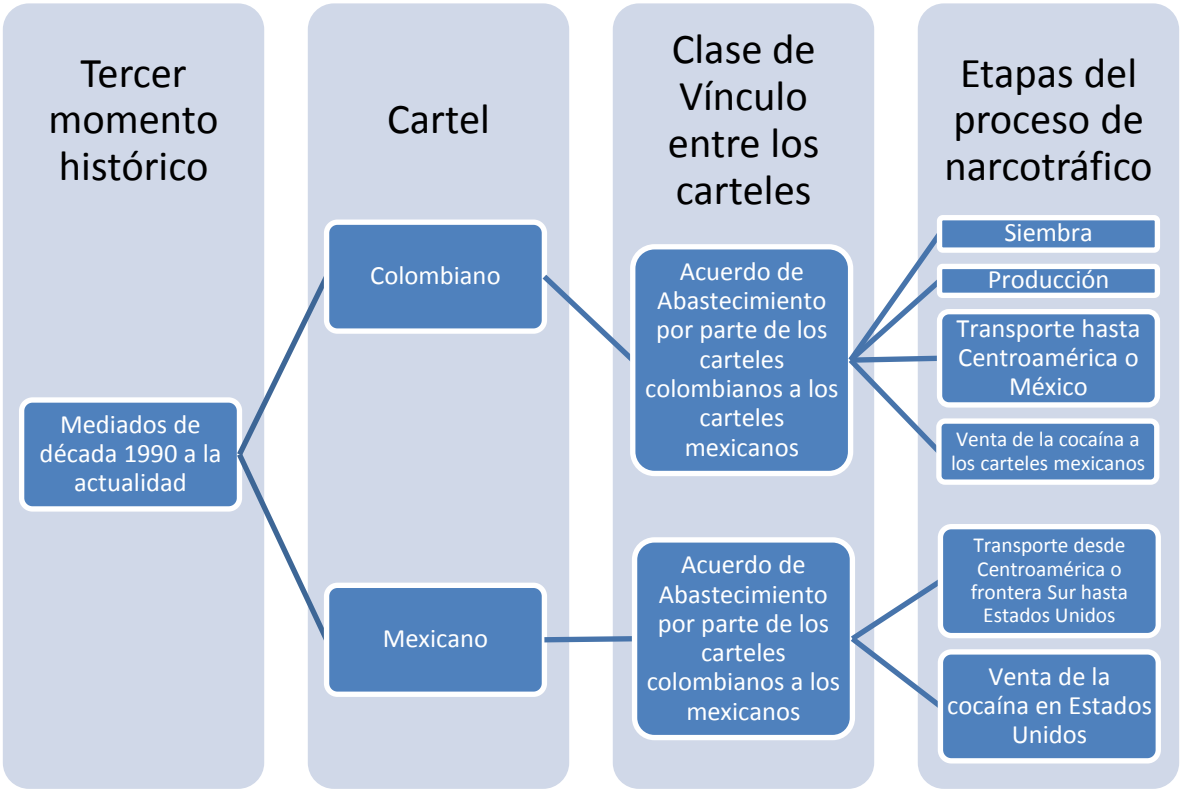 Tercer
momento
histórico
Mediados de
década 1990 a la
actualidad
Cartel
Colombiano
Mexicano
Clase de
Vínculo
entre los
carteles
Acuerdo de
Abastecimiento
por parte de los
carteles
colombianos a los
carteles
mexicanos
Acuerdo de
Abastecimiento
por parte de los
carteles
colombianos a los
mexicanos
Etapas del
proceso de
narcotráfico
Siembra
Producción
Transporte hasta
Centroamérica o
México
Venta de la cocaína a
los carteles mexicanos
Transporte desde
Centroamérica o
frontera Sur hasta
Estados Unidos
Venta de la
cocaína en Estados
Unidos